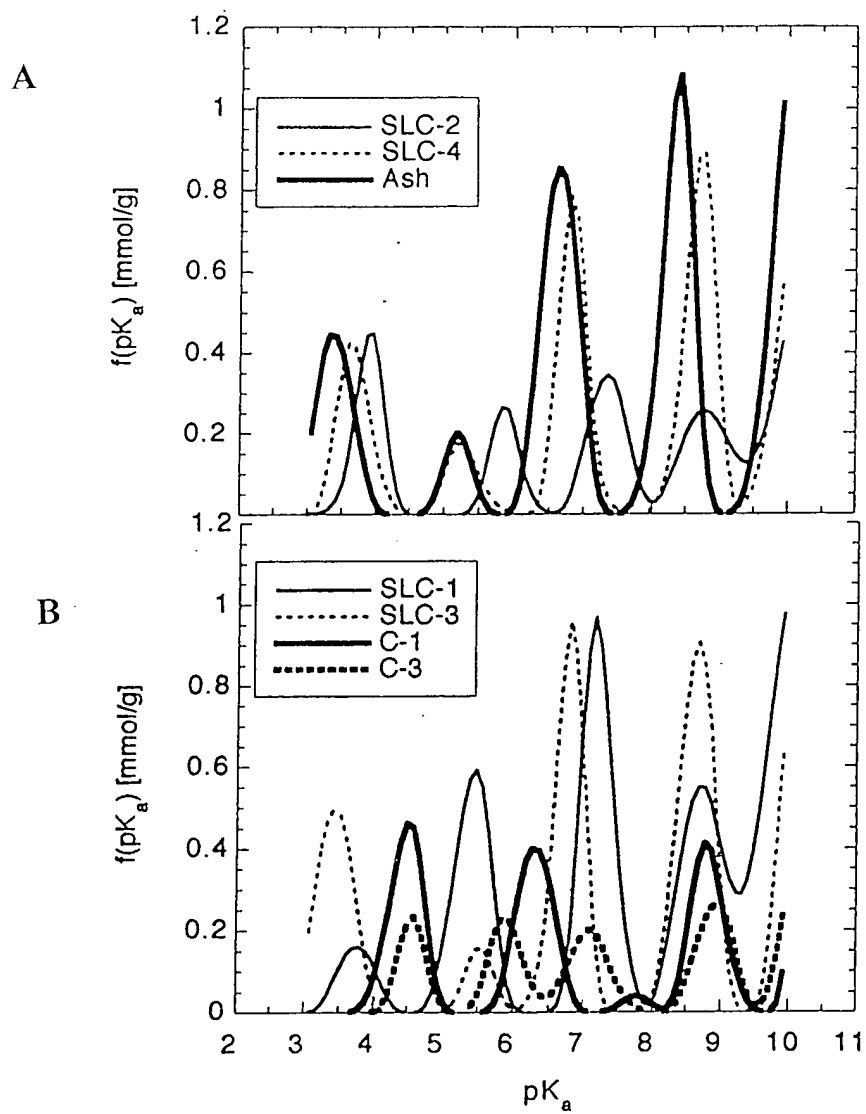 A
1.2
1
0.8
0.6
0.4
0.2
f(pKa) [mmol/g]
SLC-2
SLC-4
Ash
B
1.2
1
0.8
0.6
0.4
0.2
0
f(pKa) [mmol/g]
SLC-1
SLC-3
C-1
C-3
2 3 4 5 6 7 8 9 10 11
pKa